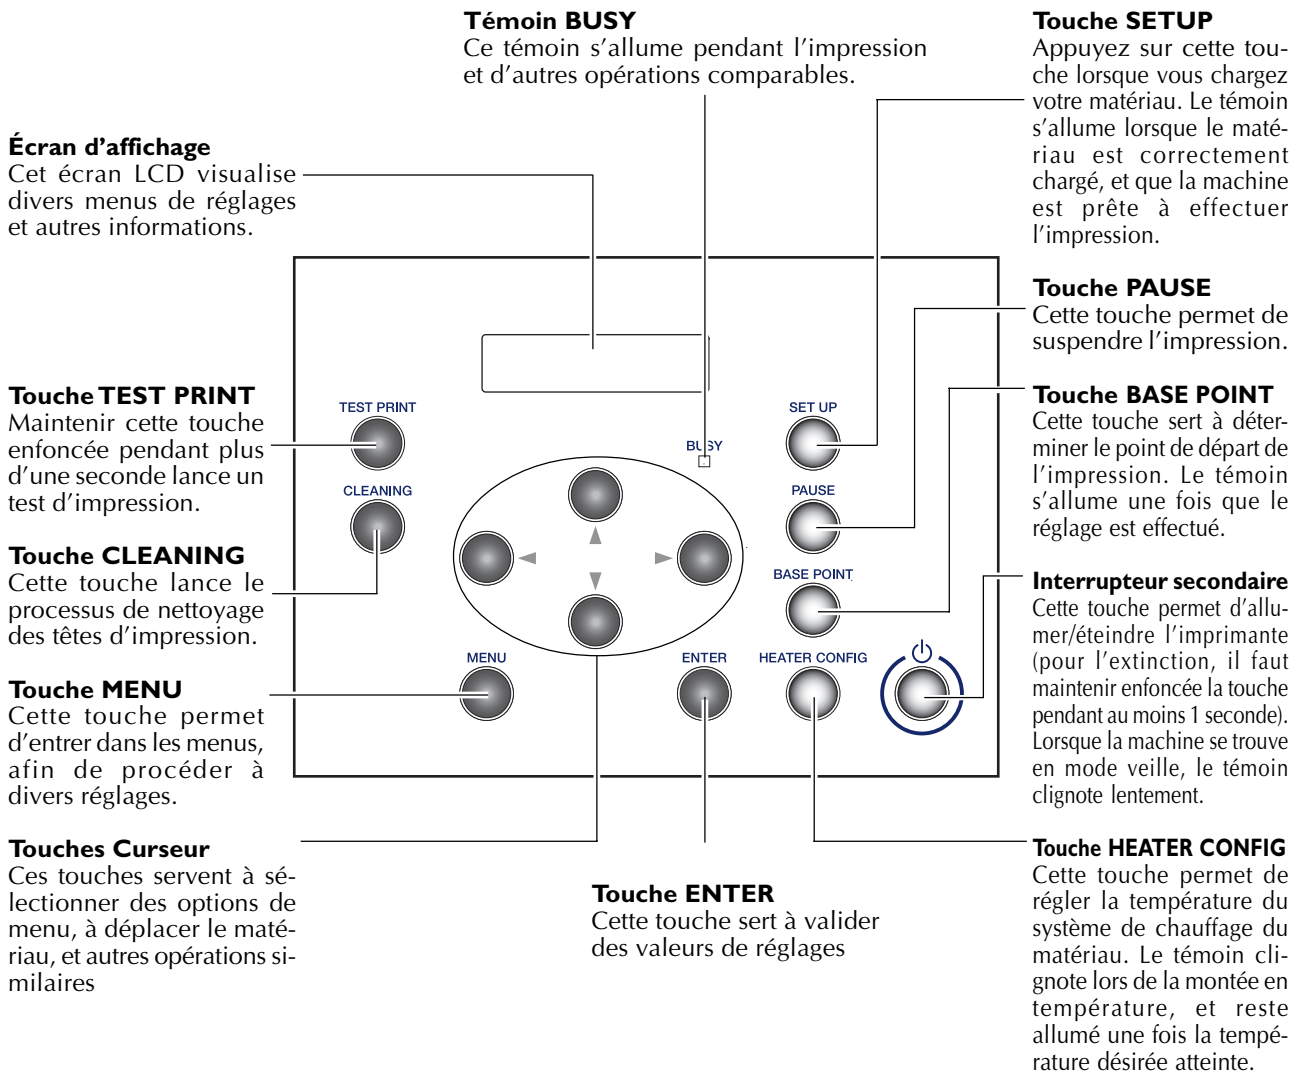 Témoin BUSY
Ce témoin s'allume pendant l'impression
et d'autres opérations comparables.
Touche SETUP
Appuyez sur cette tou-
che lorsque vous chargez
votre matériau. Le témoin
s'allume lorsque le maté-
riau est correctement
chargé, et que la machine
est prête à effectuer
l'impression.
Écran d'affichage
Cet écran LCD visualise
divers menus de réglages
et autres informations.
Touche PAUSE
Cette touche permet de
suspendre l'impression.
Touche TEST PRINT
Maintenir cette touche
enfoncée pendant plus
d'une seconde lance un
test d'impression.
Touche BASE POINT
Cette touche sert à déter-
miner le point de départ de
l'impression. Le témoin
s'allume une fois que le
réglage est effectué.
TEST PRINT
SET UP
BUSY
CLEANING
PAUSE
BASE POINT
MENU
ENTER
HEATER CONFIG
Touche CLEANING
Cette touche lance le
processus de nettoyage
des têtes d'impression.
Interrupteur secondaire
Cette touche permet d'allu-
mer/éteindre l'imprimante
(pour l'extinction, il faut
maintenir enfoncée la touche
pendant au moins 1 seconde).
Lorsque la machine se trouve
en mode veille, le témoin
clignote lentement.
Touche MENU
Cette touche permet
d'entrer dans les menus,
afin de procéder à
divers réglages.
Touches Curseur
Ces touches servent à sé-
lectionner des options de
menu, à déplacer le maté-
riau, et autres opérations si-
milaires
Touche ENTER
Cette touche sert à valider
des valeurs de réglages
Touche HEATER CONFIG
Cette touche permet de
régler la température du
système de chauffage du
matériau. Le témoin cli-
gnote lors de la montée en
température, et reste
allumé une fois la tempé-
rature désirée atteinte.